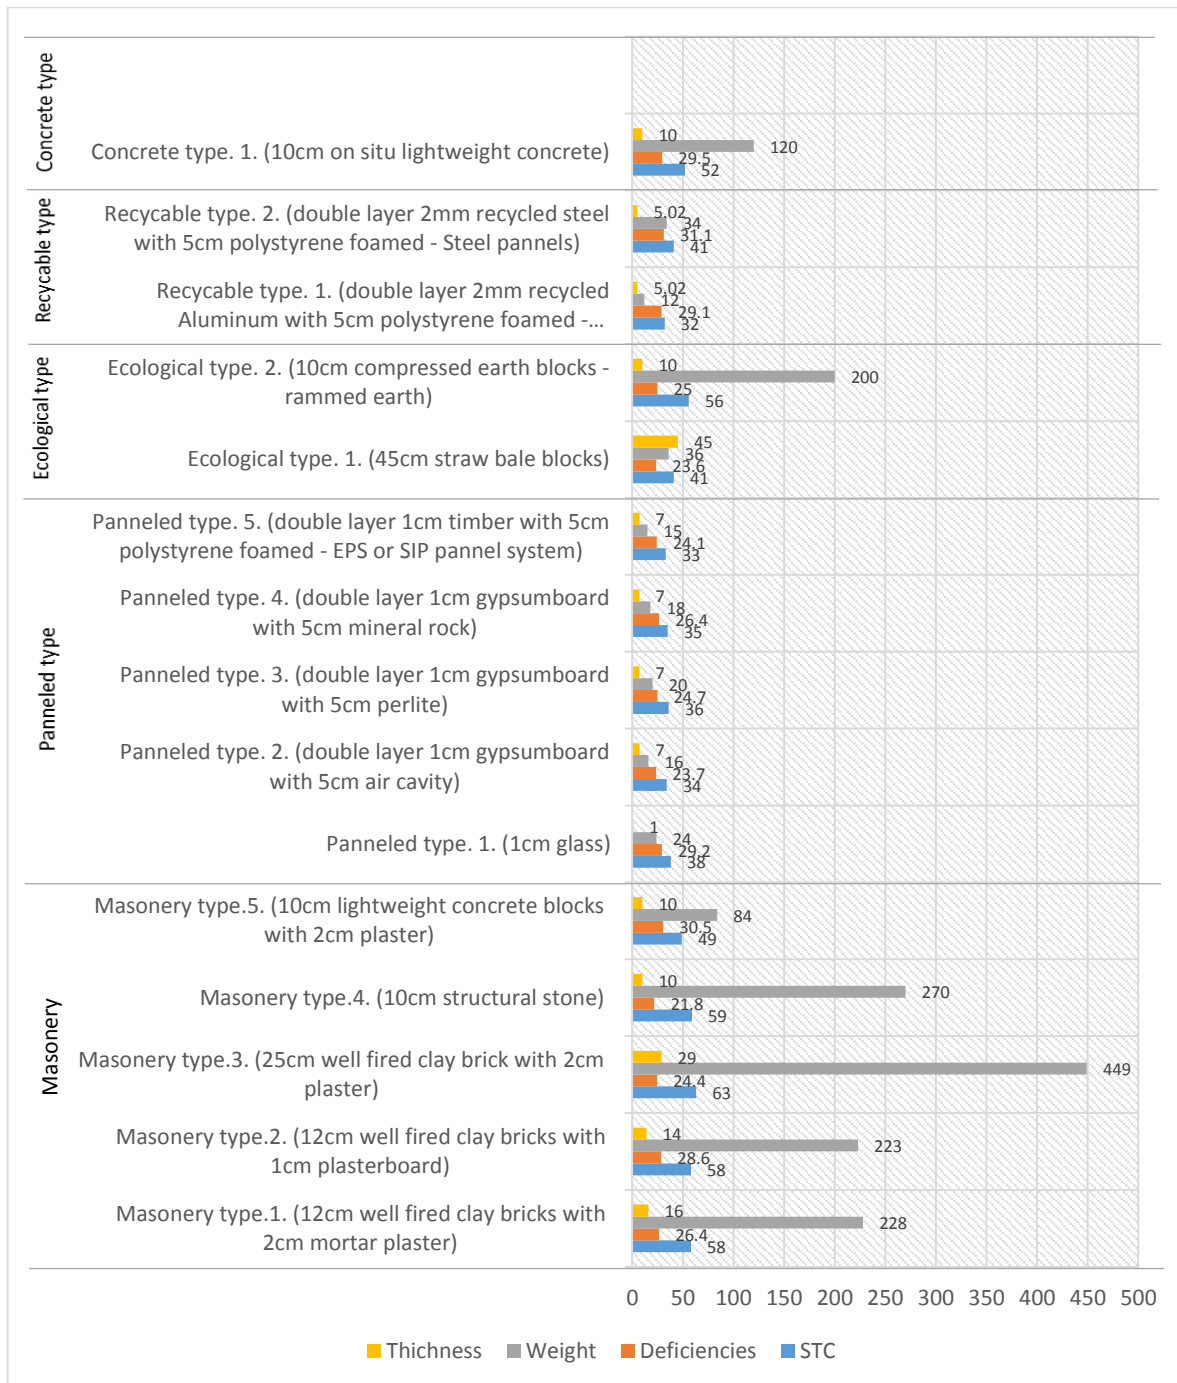 Concrete type
Concrete type. 1. (10cm on situ lightweight concrete)
10
120
29.5
52
Recycable type
Recycable type. 2. (double layer 2mm recycled steel
with 5cm polystyrene foamed - Steel pannels)
5.02
34
31.1
41
Recycable type. 1. (double layer 2mm recycled
Aluminum with 5cm polystyrene foamed -...
5.02
12
29.1
32
Ecological type
Ecological type. 2. (10cm compressed earth blocks -
rammed earth)
10
200
25
56
Ecological type. 1. (45cm straw bale blocks)
45
36
23.6
41
Panneled type
Panneled type. 5. (double layer 1cm timber with 5cm
polystyrene foamed - EPS or SIP pannel system)
7
15
24.1
33
Panneled type. 4. (double layer 1cm gypsumboard
with 5cm mineral rock)
7
18
26.4
35
Panneled type. 3. (double layer 1cm gypsumboard
with 5cm perlite)
7
20
24.7
36
Panneled type. 2. (double layer 1cm gypsumboard
with 5cm air cavity)
7
16
23.7
34
Panneled type. 1. (1cm glass)
1
24
29.2
38
Masonery
Masonery type.5. (10cm lightweight concrete blocks
with 2cm plaster)
10
84
30.5
49
Masonery type.4. (10cm structural stone)
10
270
21.8
59
Masonery type.3. (25cm well fired clay brick with 2cm
plaster)
29
449
24.4
63
Masonery type.2. (12cm well fired clay bricks with
1cm plasterboard)
14
223
28.6
58
Masonery type.1. (12cm well fired clay bricks with
2cm mortar plaster)
16
228
26.4
58
0 50 100 150 200 250 300 350 400 450 500
Thichness Weight Deficiencies STC